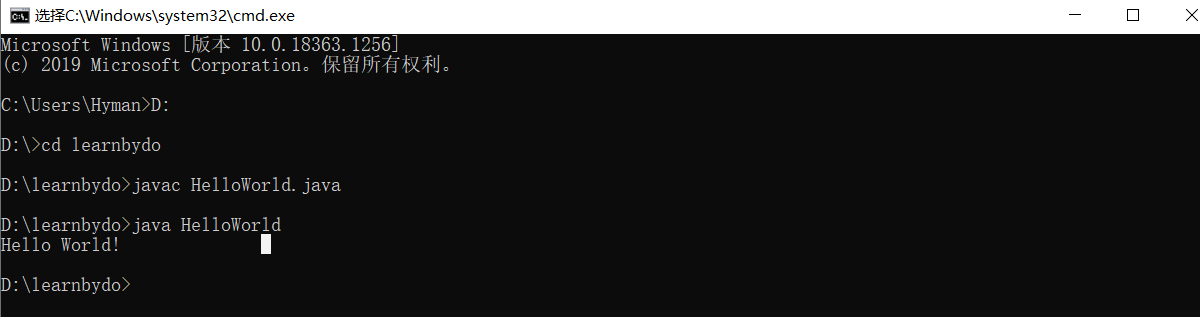 选择C:\Windows\system32\cmd.exe
Microsoft Windows [版本 10.0.18363.1256]
(c) 2019 Microsoft Corporation。保留所有权利。
C:\Users\Hyman>D:
D:\>cd learnbydo
D:\learnbydo>javac HelloWorld.java
D:\learnbydo>java HelloWorld
Hello World!
D:\learnbydo>